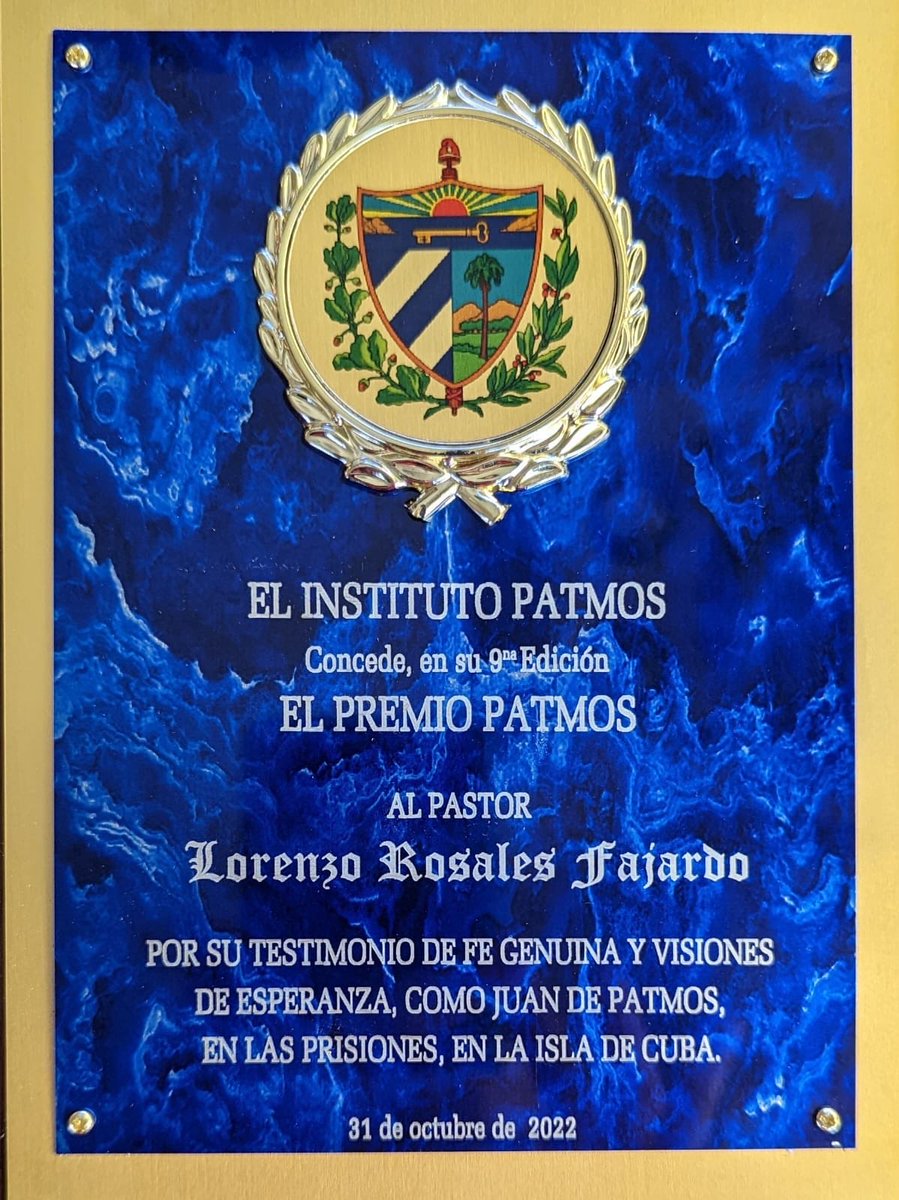 EL INSTITUTO PATMOS
Concede, en su 9ⁿᵃ Edición
EL PREMIO PATMOS
AL PASTOR
Lorenzo Rosales Fajardo
POR SU TESTIMONIO DE FE GENUINA Y VISIONES
DE ESPERANZA, COMO JUAN DE PATMOS,
EN LAS PRISIONES, EN LA ISLA DE CUBA.
31 de octubre de 2022